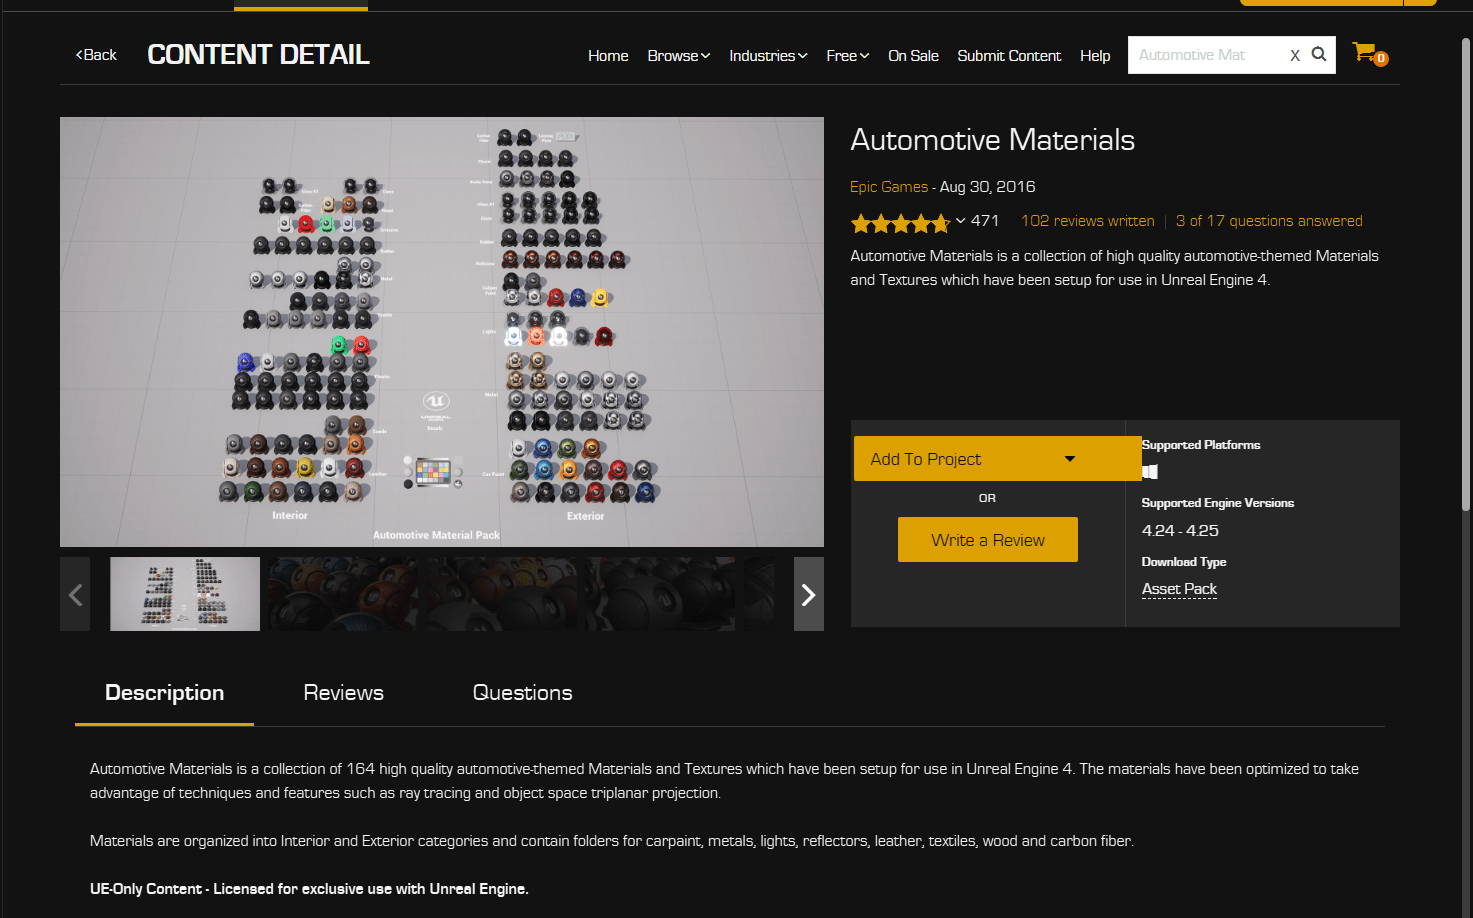 Back
CONTENT DETAIL
Home Browse Industries Free On Sale Submit Content Help
Automotive Mat X
0
Automotive Materials
Epic Games - Aug 30, 2016
471 102 reviews written | 3 of 17 questions answered
Automotive Materials is a collection of high quality automotive-themed Materials
and Textures which have been setup for use in Unreal Engine 4.
Interior
Exterior
Automotive Material Pack
Add To Project
OR
Write a Review
Supported Platforms
Supported Engine Versions
4.24 - 4.25
Download Type
Asset Pack
Description Reviews Questions
Automotive Materials is a collection of 164 high quality automotive-themed Materials and Textures which have been setup for use in Unreal Engine 4. The materials have been optimized to take
advantage of techniques and features such as ray tracing and object space triplanar projection.
Materials are organized into Interior and Exterior categories and contain folders for carpaint, metals, lights, reflectors, leather, textiles, wood and carbon fiber.
UE-Only Content - Licensed for exclusive use with Unreal Engine.